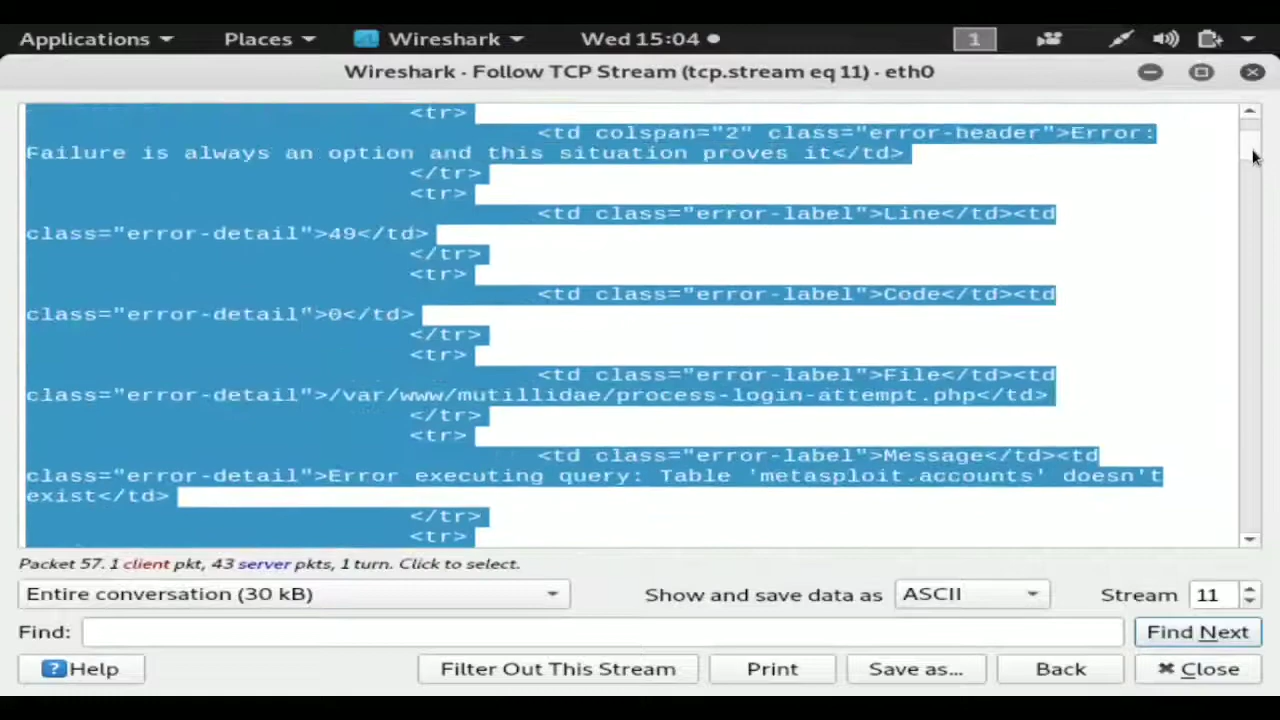 Applications Places Wireshark Wed 15:04 1
Wireshark · Follow TCP Stream (tcp.stream eq 11) · eth0
<tr>
<td colspan="2" class="error-header">Error:
Failure is always an option and this situation proves it</td>
</tr>
<tr>
<td class="error-label">Line</td><td
class="error-detail">49</td>
</tr>
<tr>
<td class="error-label">Code</td><td
class="error-detail">0</td>
</tr>
<tr>
<td class="error-label">File</td><td
class="error-detail">/var/www/mutillidae/process-login-attempt.php</td>
</tr>
<tr>
<td class="error-label">Message</td><td
class="error-detail">Error executing query: Table 'metasploit.accounts' doesn't
exist</td>
</tr>
<tr>
Packet 57. 1 client pkt, 43 server pkts, 1 turn. Click to select.
Entire conversation (30 kB) Show and save data as ASCII Stream 11
Find: Find Next
? Help Filter Out This Stream Print Save as... Back Close